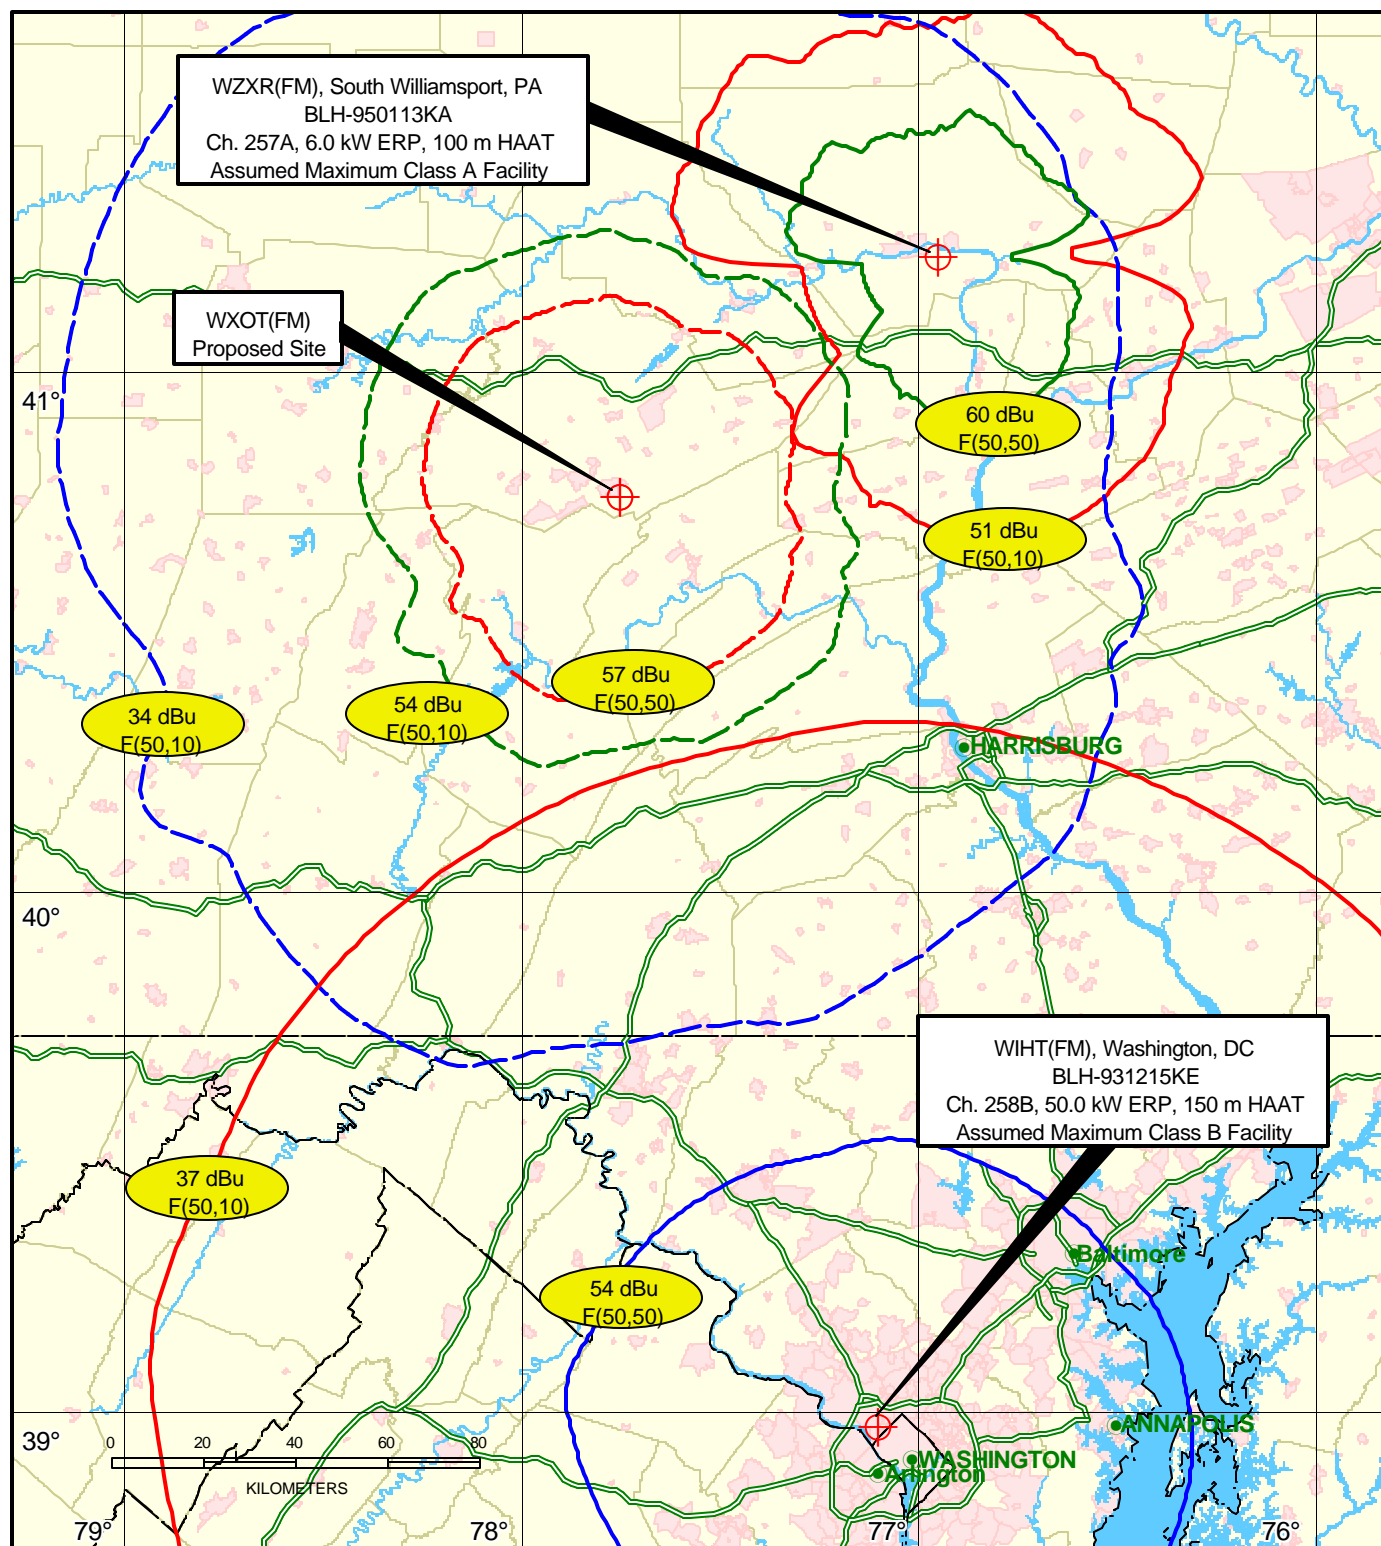 WZXR(FM), South Williamsport, PA
BLH-950113KA
Ch. 257A, 6.0 kW ERP, 100 m HAAT
Assumed Maximum Class A Facility
WXOT(FM)
Proposed Site
41°
60 dBu
F(50,50)
51 dBu
F(50,10)
57 dBu
F(50,50)
54 dBu
F(50,10)
34 dBu
F(50,10)
HARRISBURG
40°
WIHT(FM), Washington, DC
BLH-931215KE
Ch. 258B, 50.0 kW ERP, 150 m HAAT
Assumed Maximum Class B Facility
37 dBu
F(50,10)
Baltimore
54 dBu
F(50,50)
ANNAPOLIS
39°
0 20 40 60 80
KILOMETERS
WASHINGTON
Arlington
79° 78° 77° 76°